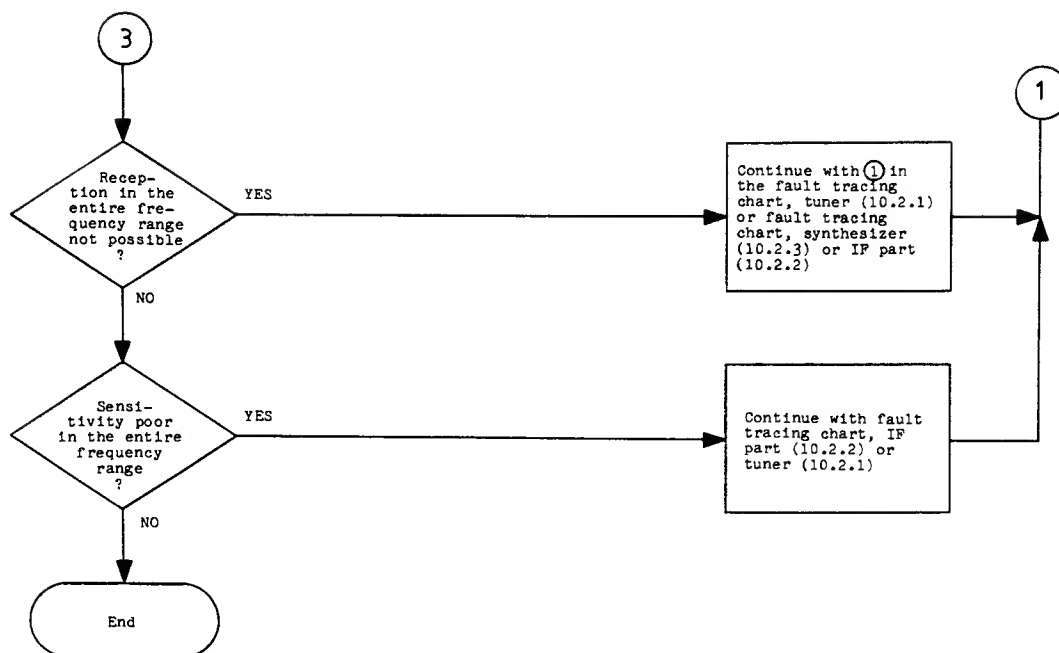 3
1
Recep-
tion in the
entire fre-
quency range
not possible
?
YES
Continue with ① in
the fault tracing
chart, tuner (10.2.1)
or fault tracing
chart, synthesizer
(10.2.3) or IF part
(10.2.2)
NO
Sensi-
tivity poor
in the entire
frequency
range
?
YES
Continue with fault
tracing chart, IF
part (10.2.2) or
tuner (10.2.1)
NO
End